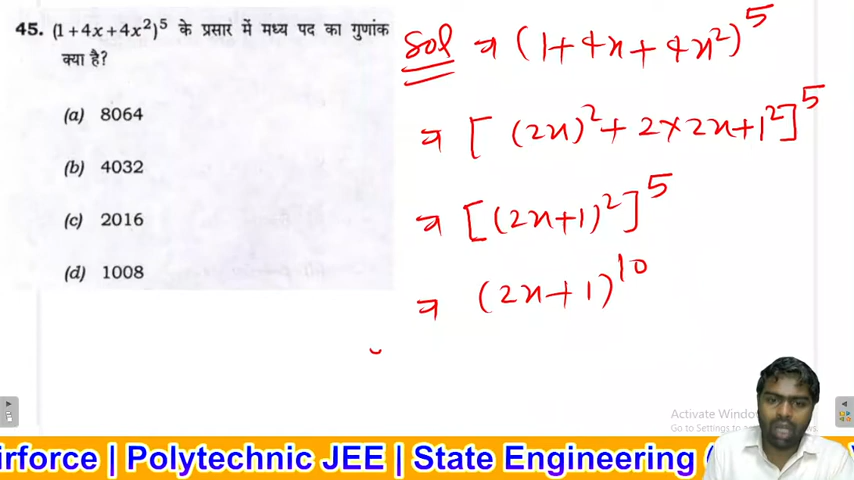 45. (1+4x+4x²)⁵ के प्रसार में मध्य पद का गुणांक
क्या है?
(a) 8064
(b) 4032
(c) 2016
(d) 1008
Sol ⇒ (1+4x+4x²)⁵
⇒ [(2x)²+2×2x+1²]⁵
⇒ [(2x+1)²]⁵
⇒ (2x+1)¹⁰
Activate Windo
Go to Settings to a
irforce | Polytechnic JEE | State Engineering (